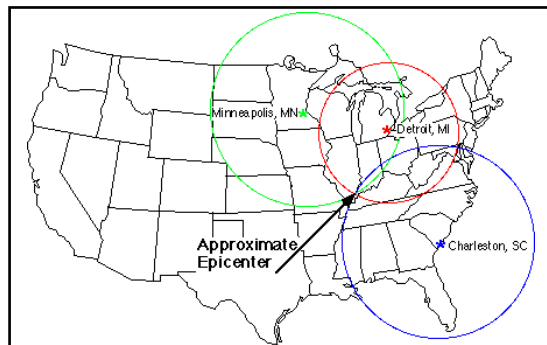 Minneapolis, MN
Detroit, MI
Approximate
Epicenter
Charleston, SC